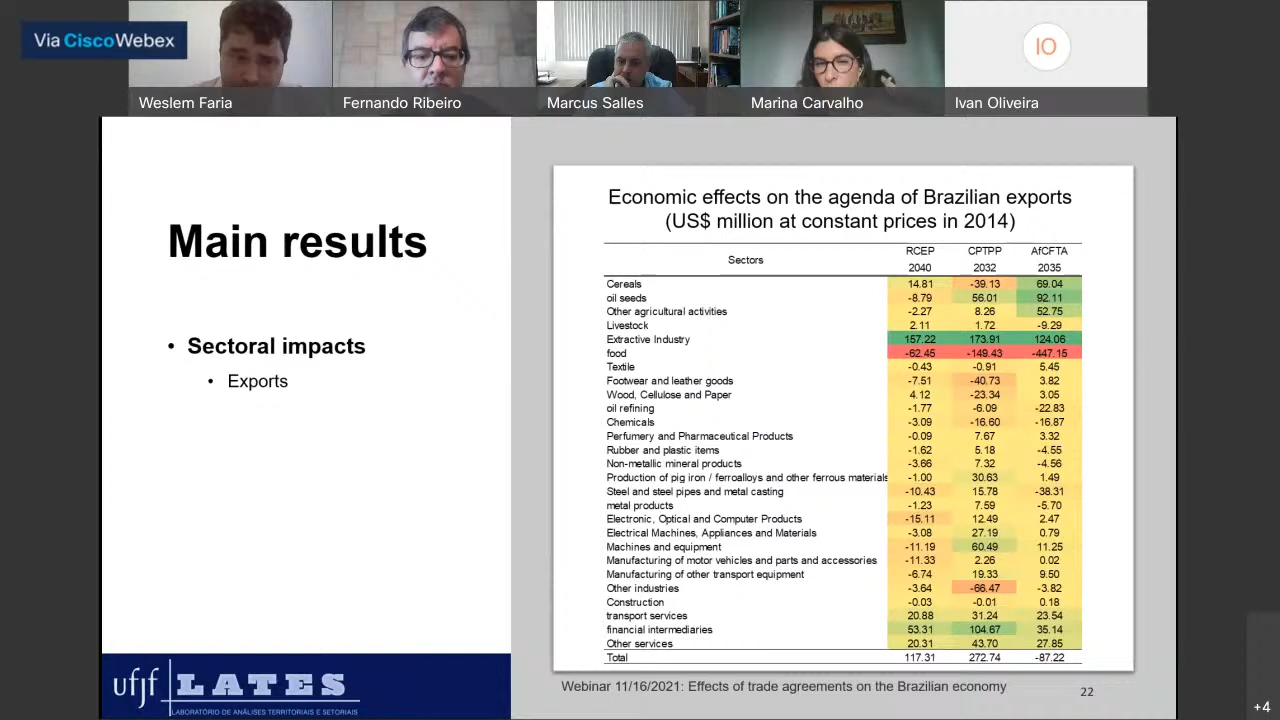 Via CiscoWebex
IO
Weslem Faria
Fernando Ribeiro
Marcus Salles
Marina Carvalho
Ivan Oliveira
Main results
• Sectoral impacts
• Exports
Economic effects on the agenda of Brazilian exports
(US$ million at constant prices in 2014)
Sectors RCEP CPTPP AfCFTA
2040 2032 2035
Cereals 14.81 -39.13 69.04
oil seeds -8.79 56.01 92.11
Other agricultural activities -2.27 8.26 52.75
Livestock 2.11 1.72 -9.29
Extractive Industry 157.22 173.91 124.06
food -62.45 -149.43 -447.15
Textile -0.43 -0.91 5.45
Footwear and leather goods -7.51 -40.73 3.82
Wood, Cellulose and Paper 4.12 -23.34 3.05
oil refining -1.77 -6.09 -22.83
Chemicals -3.09 -16.60 -16.87
Perfumery and Pharmaceutical Products -0.09 7.67 3.32
Rubber and plastic items -1.62 5.18 -4.55
Non-metallic mineral products -3.66 7.32 -4.56
Production of pig iron / ferroalloys and other ferrous materials -1.00 30.63 1.49
Steel and steel pipes and metal casting -10.43 15.78 -38.31
metal products -1.23 7.59 -5.70
Electronic, Optical and Computer Products -15.11 12.49 2.47
Electrical Machines, Appliances and Materials -3.08 27.19 0.79
Machines and equipment -11.19 60.49 11.25
Manufacturing of motor vehicles and parts and accessories -11.33 2.26 0.02
Manufacturing of other transport equipment -6.74 19.33 9.50
Other industries -3.64 -66.47 -3.82
Construction -0.03 -0.01 0.18
transport services 20.88 31.24 23.54
financial intermediaries 53.31 104.67 35.14
Other services 20.31 43.70 27.85
Total 117.31 272.74 -87.22
ufjf LATES
LABORATÓRIO DE ANÁLISES TERRITORIAIS E SETORIAIS
Webinar 11/16/2021: Effects of trade agreements on the Brazilian economy
22
+4